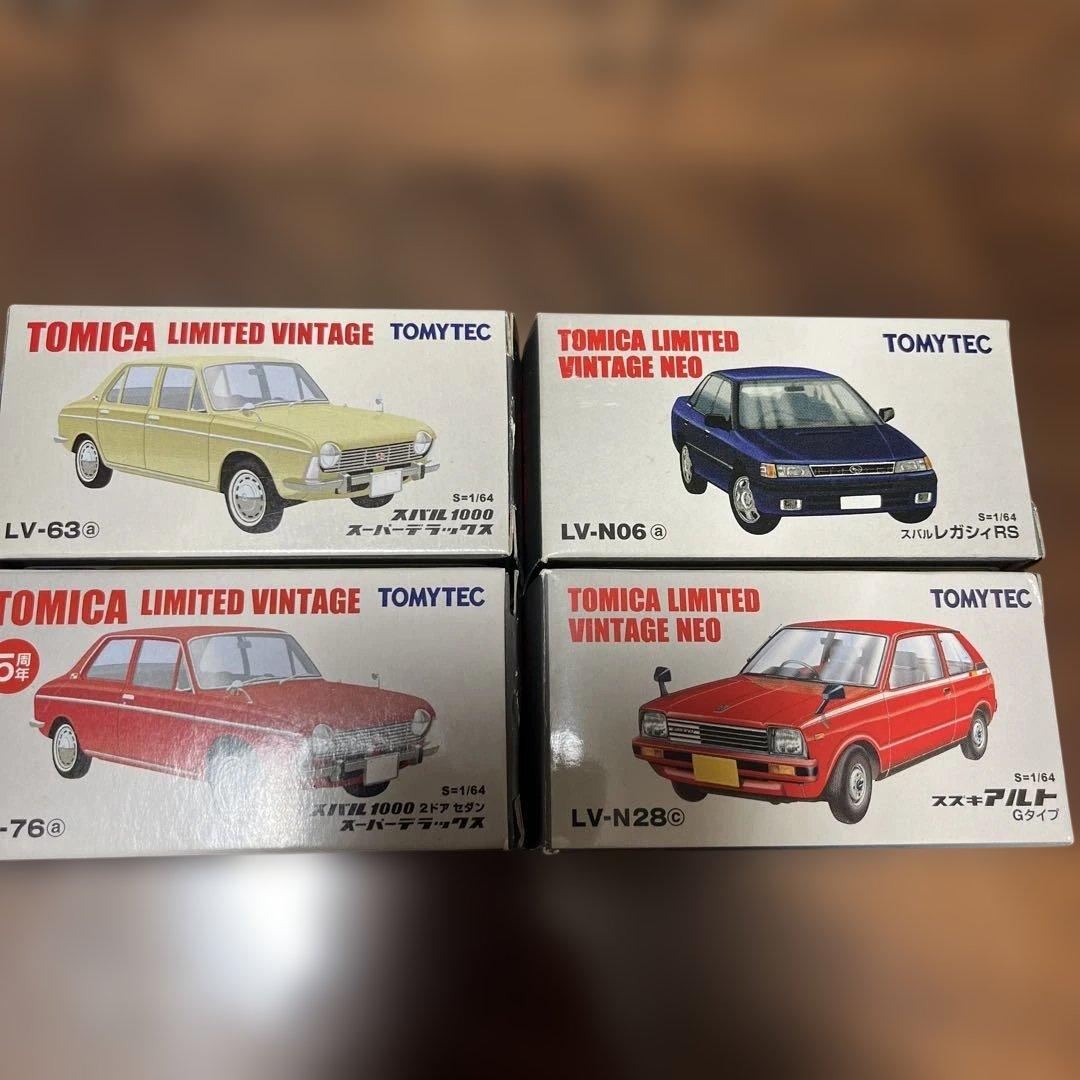 TOMICA LIMITED VINTAGE TOMYTEC
S=1/64
スバル1000
LV-63ⓐ スーパーデラックス
TOMICA LIMITED
VINTAGE NEO
TOMYTEC
S=1/64
LV-N06ⓐ スバルレガシィRS
TOMICA LIMITED VINTAGE TOMYTEC
5周年
S=1/64
スバル1000 2ドア セダン
-76ⓐ スーパーデラックス
TOMICA LIMITED
VINTAGE NEO
TOMYTEC
S=1/64
スズキアルト
LV-N28ⓒ Gタイプ